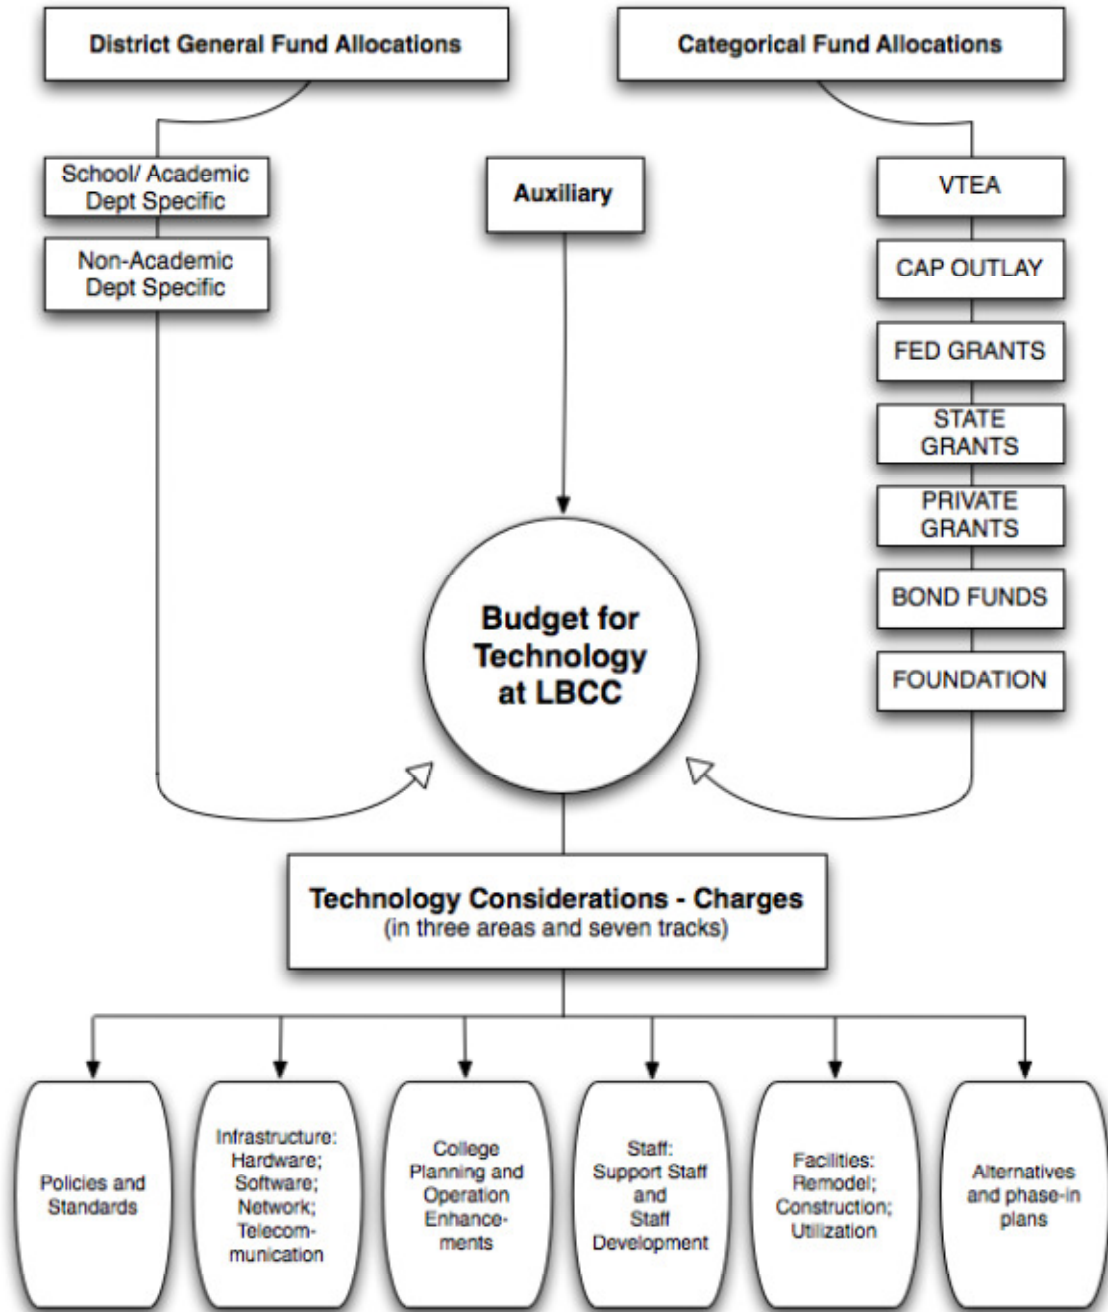 District General Fund Allocations
Categorical Fund Allocations
School/ Academic
Dept Specific
Non-Academic
Dept Specific
Auxiliary
VTEA
CAP OUTLAY
FED GRANTS
STATE
GRANTS
PRIVATE
GRANTS
BOND FUNDS
FOUNDATION
Budget for
Technology
at LBCC
Technology Considerations - Charges
(in three areas and seven tracks)
Policies and
Standards
Infrastructure:
Hardware;
Software;
Network;
Telecom-
munication
College
Planning and
Operation
Enhance-
ments
Staff:
Support Staff
and
Staff
Development
Facilities:
Remodel;
Construction;
Utilization
Alternatives
and phase-in
plans